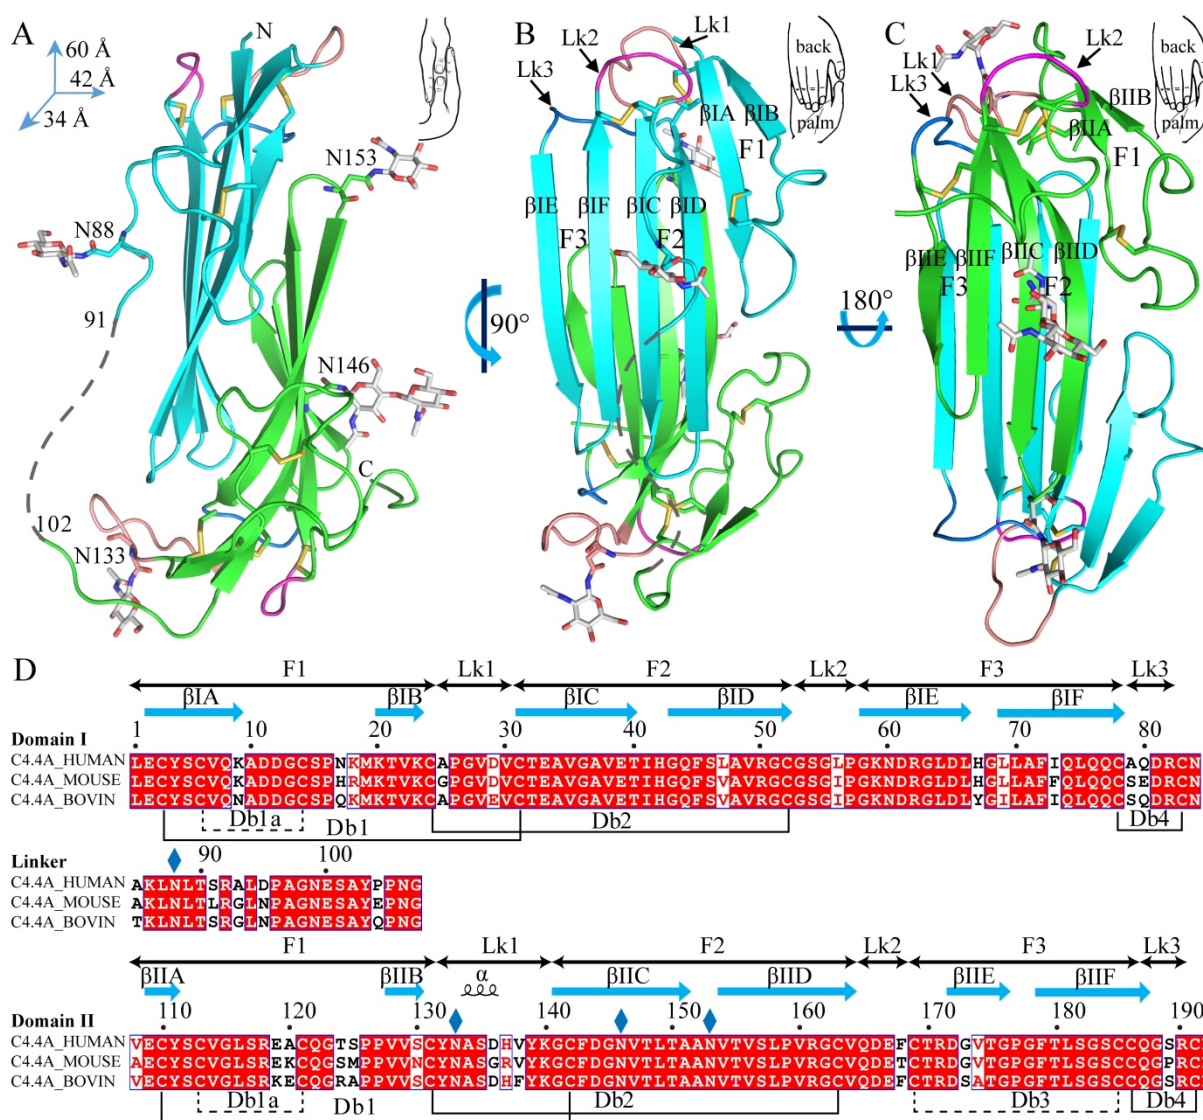 A
60 Å
42 Å
34 Å
N
N153
N88
91
N146
C
102
N133
B
Lk2
Lk1
Lk3
back
palm
βIA
βIB
F1
βIE
βIF
βIC
βID
F3
F2
90°
C
Lk1
Lk3
Lk2
back
palm
βIIB
βIIA
F1
βIIE
βIIF
βIIC
βIID
F3
F2
180°
D
F1 Lk1 F2 Lk2 F3 Lk3
βIA βIB βIC βID βIE βIF
1 10 20 30 40 50 60 70 80
Domain I
C4.4A_HUMAN LECYSCVQKADDGCSPNKMKTVKCAPGVDVCTEAVGAVETIHGQFSLAVRGCGSGLPGKNDRGLDLHGLLAFIQLQQCAQDRCN
C4.4A_MOUSE LECYSCVQKADDGCSPHRMKTVKCGPGVDVCTEAVGAVETIHGQFSVAVRGCGSGIPGKNDRGLDLHGLLAFFQLQQCSEDRCN
C4.4A_BOVIN LECYSCVQNADDGCSPQKMKTVKCAPGVEVCTEAVGAVETIHGQFSVAVRGCGSGIPGKNDRGLDLYGILAFIQLQQCSQDRCN
Db1a Db1 Db2 Db4
Linker 90 100
C4.4A_HUMAN AKLNLTSRALDPAGNESAYPPNG
C4.4A_MOUSE AKLNLTLRGLNPAGNESAYEPNG
C4.4A_BOVIN TKLNLTSRGLNPAGNESAYQPNG
F1 Lk1 F2 Lk2 F3 Lk3
βIIA βIIB α βIIC βIID βIIE βIIF
Domain II 110 120 130 140 150 160 170 180 190
C4.4A_HUMAN VECYSCVGLSREACQGTSPPVVSCYNASDHVYKGCFDGNVTLTAANVTVSLPVRGCVQDEFCTRDGVTGPGFTLSGSCCQGSRC
C4.4A_MOUSE AECYSCVGLSREKCQGSMPPVVNCYNASGRVYKGCFDGNVTLTAANVTVSLPVRGCVQDETCTRDGVTGPGFTLSGSCCQGPRC
C4.4A_BOVIN VECYSCVGLSRKECQGRAPPVVSCYNASDHFYKGCFDGNVTLTAANVTVSLPVRGCVQDEFCTRDSATGPGFTLSGSCCQGSRC
Db1a Db1 Db2 Db3 Db4